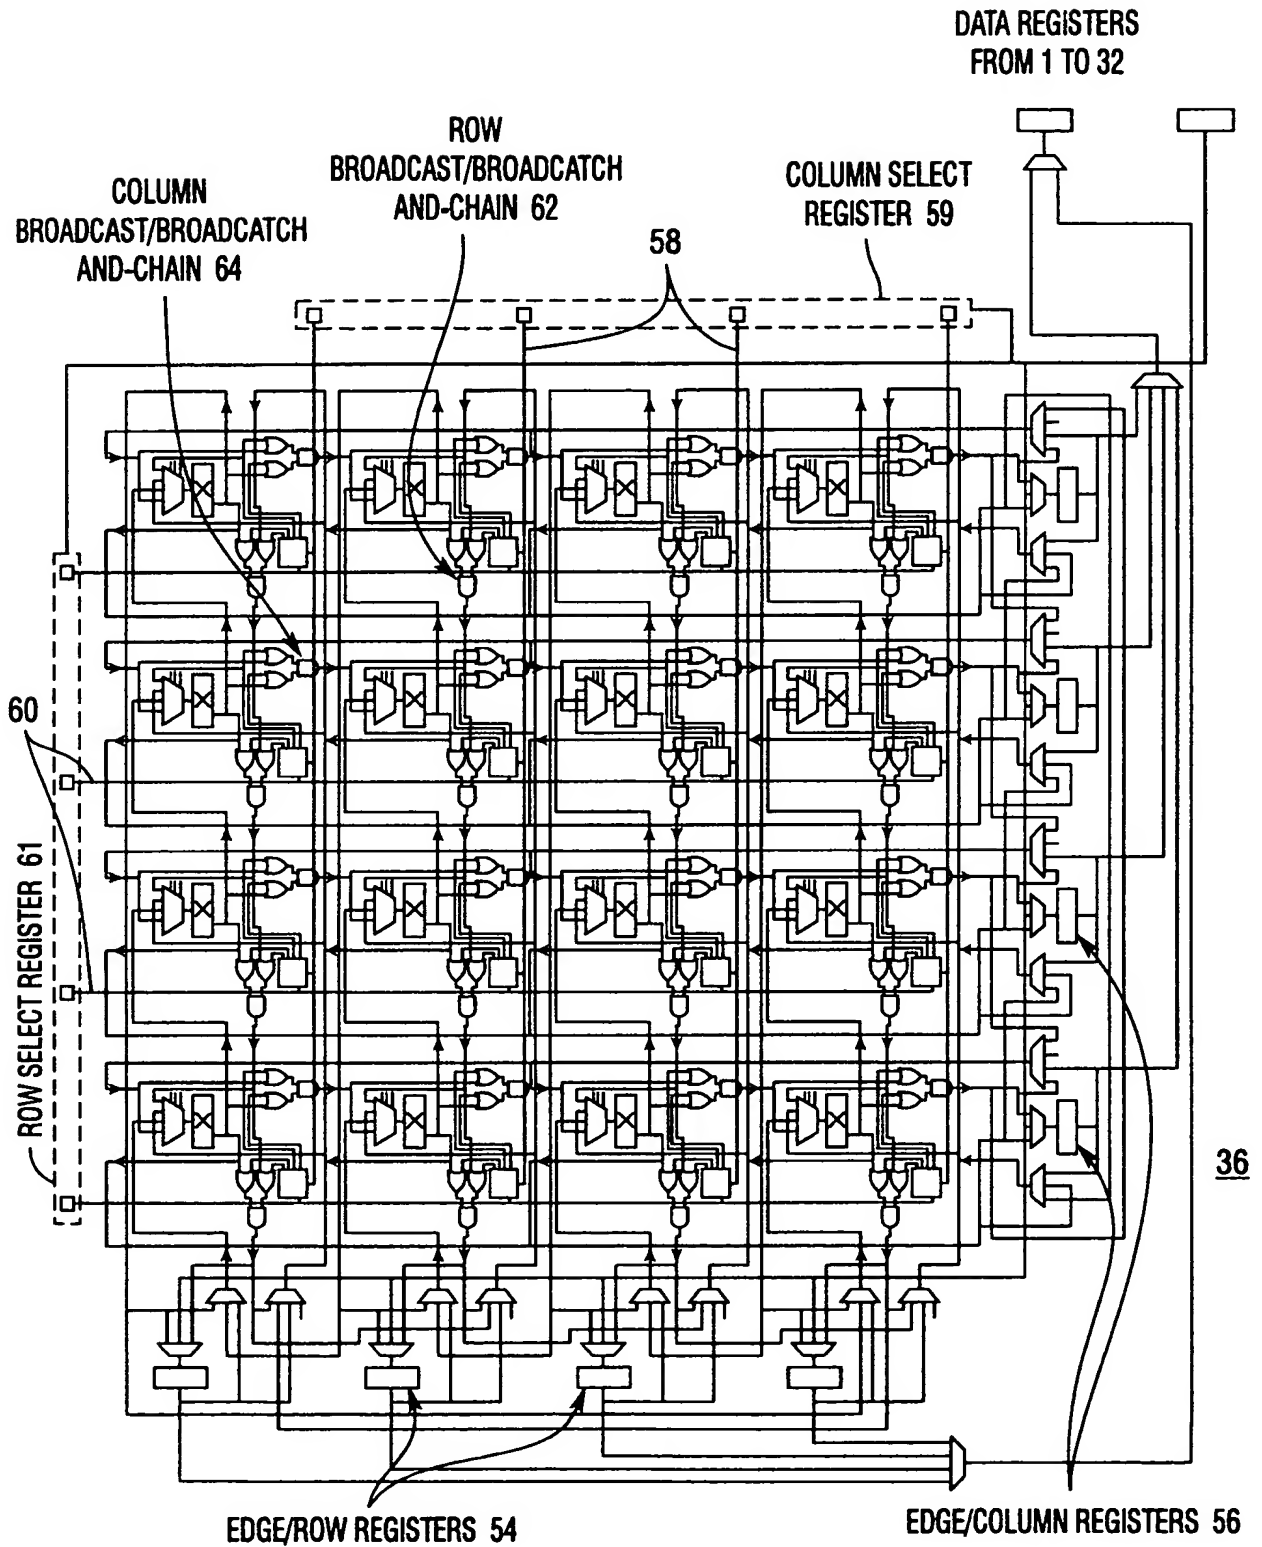 DATA REGISTERS
FROM 1 TO 32
ROW
BROADCAST/BROADCATCH
AND-CHAIN 62
COLUMN SELECT
REGISTER 59
COLUMN
BROADCAST/BROADCATCH
AND-CHAIN 64
58
60
ROW SELECT REGISTER 61
36
EDGE/ROW REGISTERS 54
EDGE/COLUMN REGISTERS 56